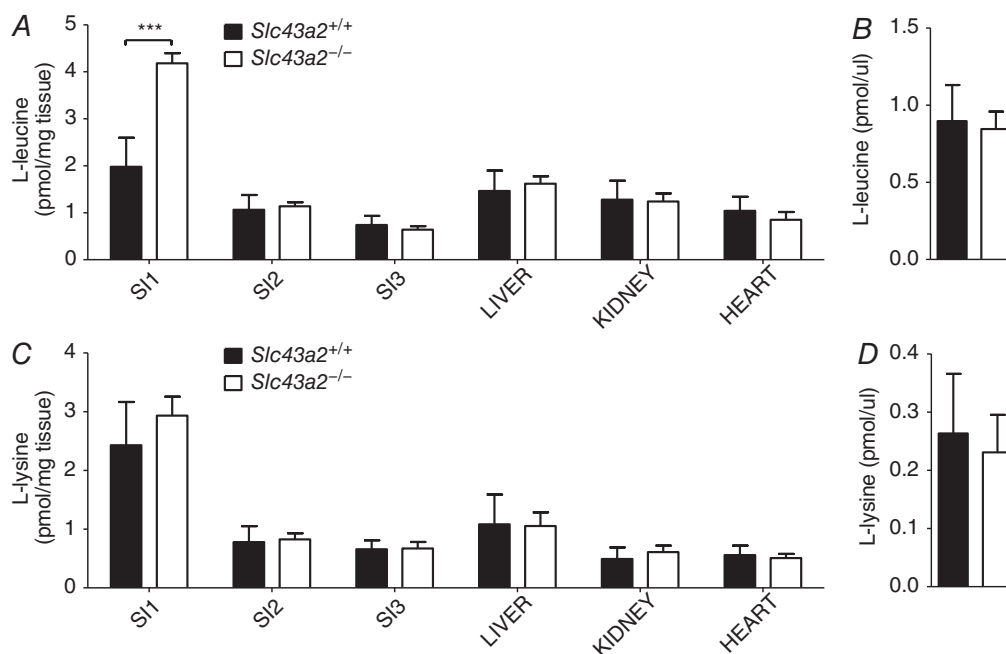 A
L-leucine
(pmol/mg tissue)
5
4
3
2
1
0
***
Slc43a2+/+
Slc43a2−/−
SI1
SI2
SI3
LIVER
KIDNEY
HEART
B
L-leucine (pmol/ul)
1.5
1.0
0.5
0.0
C
L-lysine
(pmol/mg tissue)
4
3
2
1
0
Slc43a2+/+
Slc43a2−/−
SI1
SI2
SI3
LIVER
KIDNEY
HEART
D
L-lysine (pmol/ul)
0.4
0.3
0.2
0.1
0.0